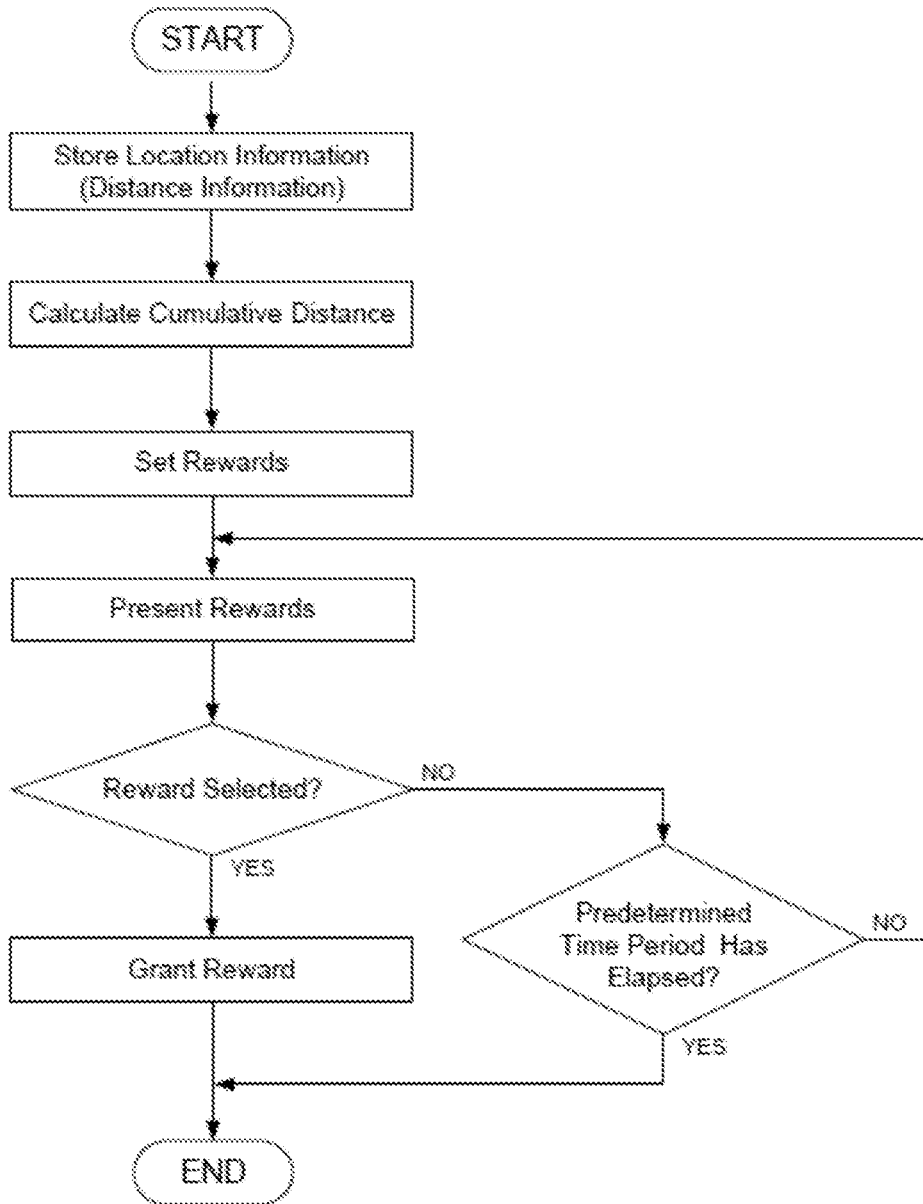 START
Store Location Information
(Distance Information)
Calculate Cumulative Distance
Set Rewards
Present Rewards
Reward Selected?
NO
YES
Predetermined
Time Period Has
Elapsed?
NO
Grant Reward
YES
END